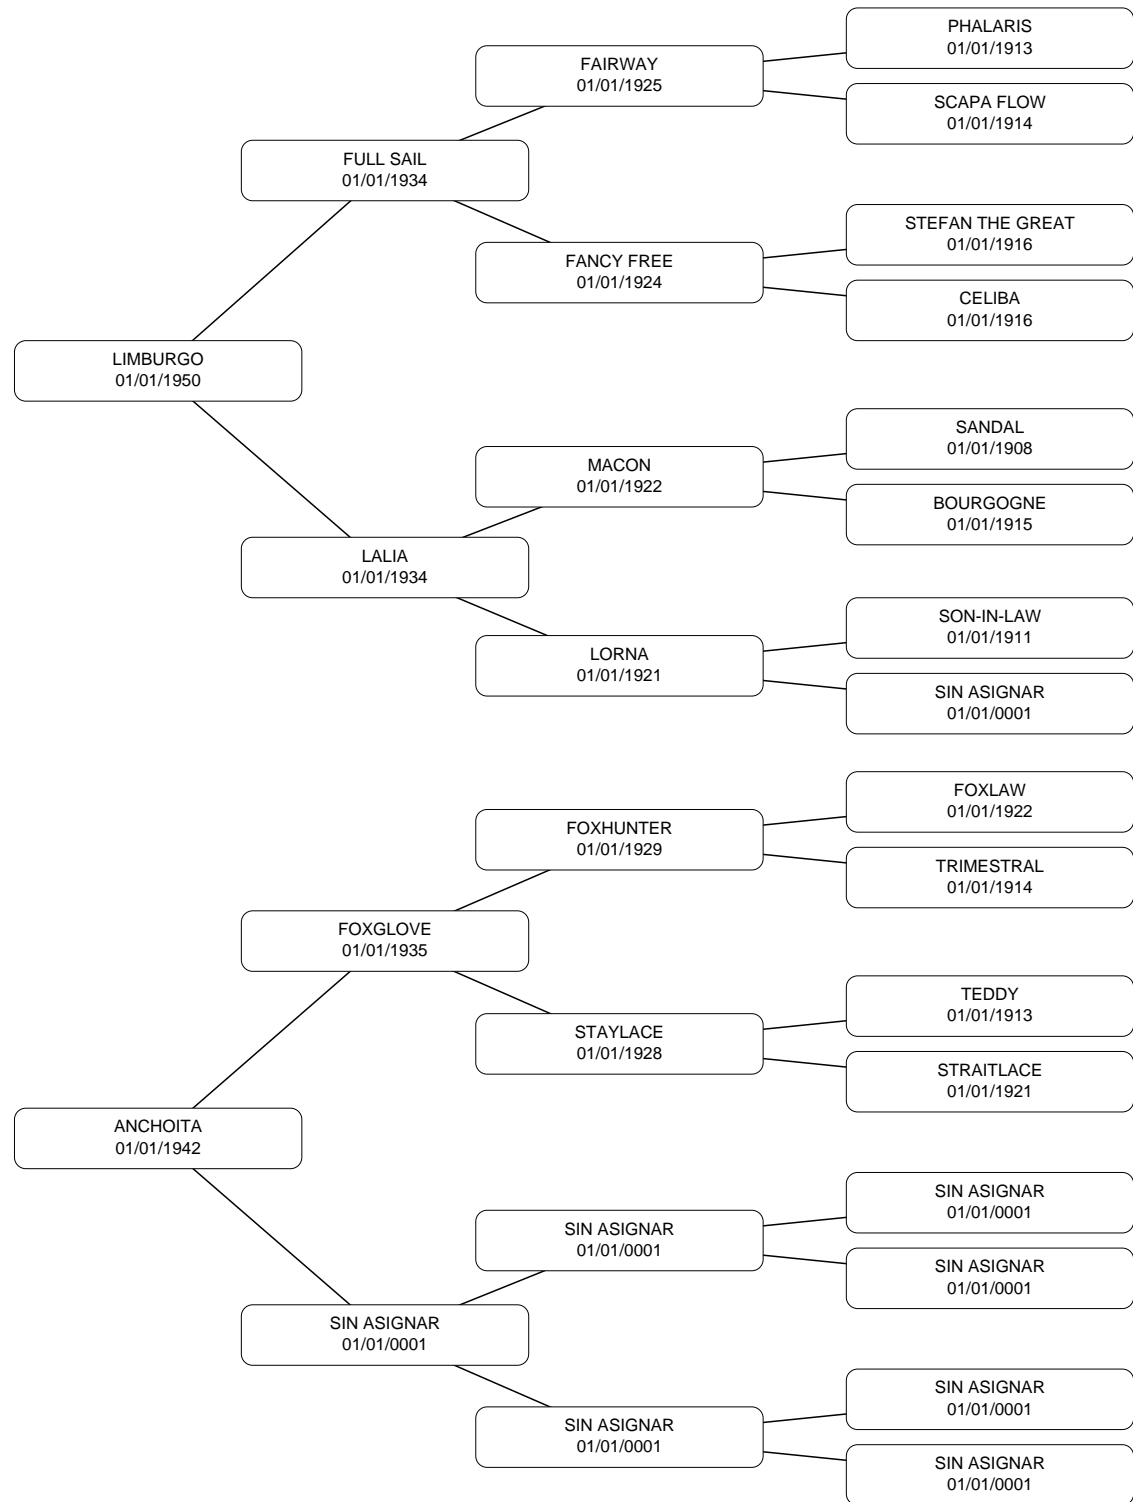 PHALARIS
01/01/1913
FAIRWAY
01/01/1925
SCAPA FLOW
01/01/1914
FULL SAIL
01/01/1934
STEFAN THE GREAT
01/01/1916
FANCY FREE
01/01/1924
CELIBA
01/01/1916
LIMBURGO
01/01/1950
SANDAL
01/01/1908
MACON
01/01/1922
BOURGOGNE
01/01/1915
LALIA
01/01/1934
SON-IN-LAW
01/01/1911
LORNA
01/01/1921
SIN ASIGNAR
01/01/0001
FOXLAW
01/01/1922
FOXHUNTER
01/01/1929
TRIMESTRAL
01/01/1914
FOXGLOVE
01/01/1935
TEDDY
01/01/1913
STAYLACE
01/01/1928
STRAITLACE
01/01/1921
ANCHOITA
01/01/1942
SIN ASIGNAR
01/01/0001
SIN ASIGNAR
01/01/0001
SIN ASIGNAR
01/01/0001
SIN ASIGNAR
01/01/0001
SIN ASIGNAR
01/01/0001
SIN ASIGNAR
01/01/0001
SIN ASIGNAR
01/01/0001